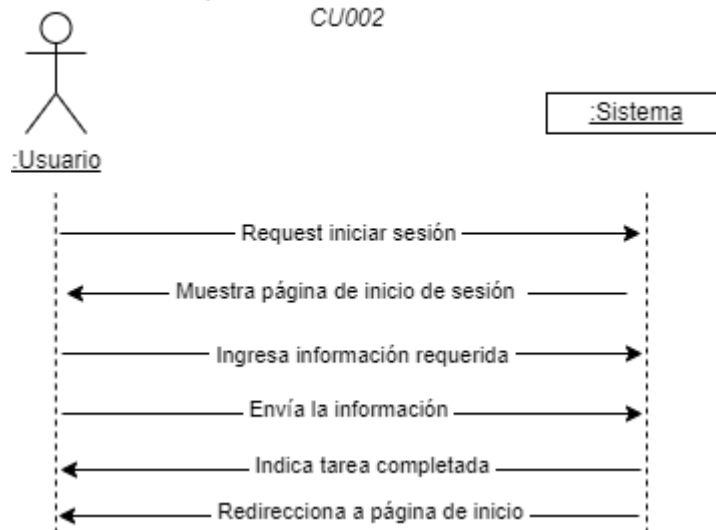 CU002
:Sistema
:Usuario
Request iniciar sesión
Muestra página de inicio de sesión
Ingresa información requerida
Envía la información
Indica tarea completada
Redirecciona a página de inicio